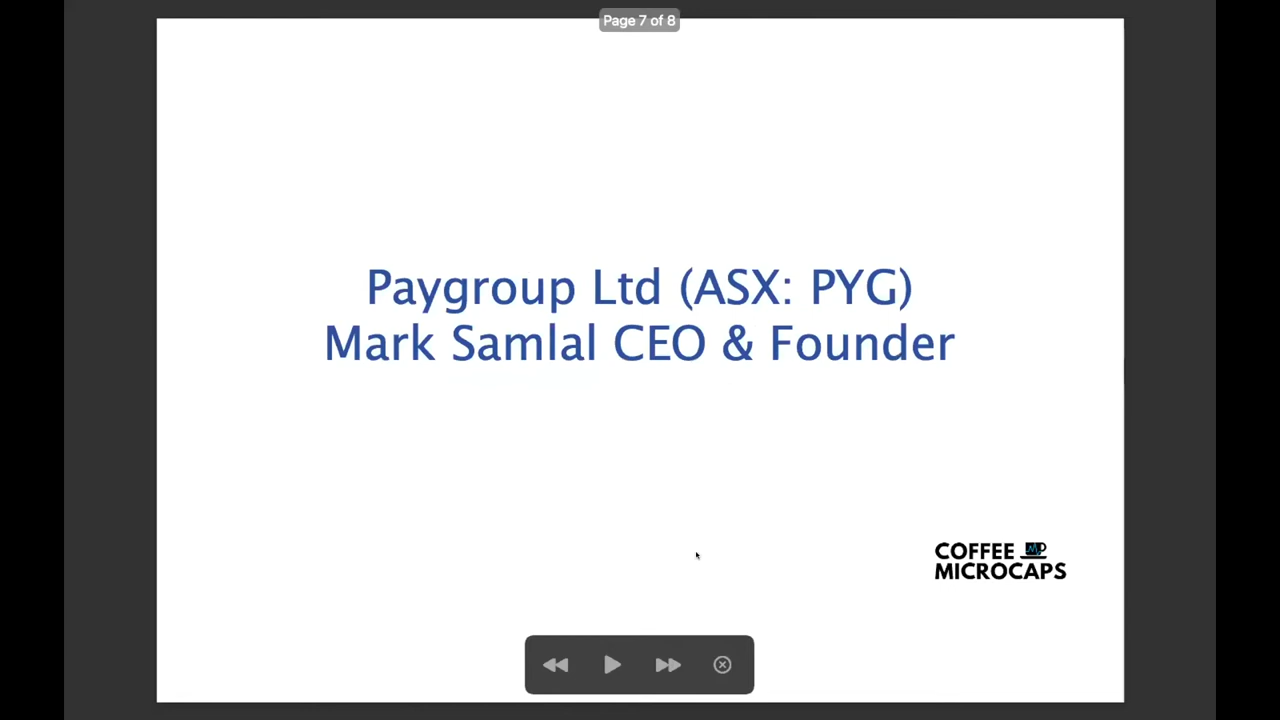 Page 7 of 8
Paygroup Ltd (ASX: PYG)
Mark Samlal CEO & Founder
COFFEE
MICROCAPS